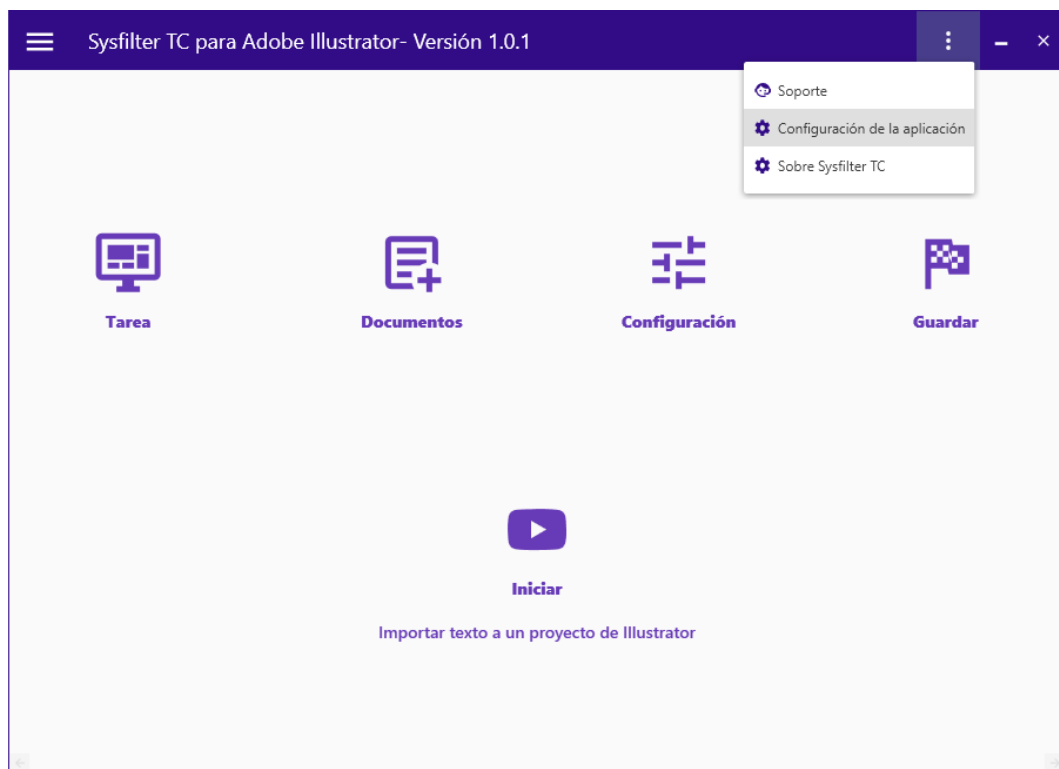 Sysfilter TC para Adobe Illustrator- Versión 1.0.1
Soporte
Configuración de la aplicación
Sobre Sysfilter TC
Tarea
Documentos
Configuración
Guardar
Iniciar
Importar texto a un proyecto de Illustrator